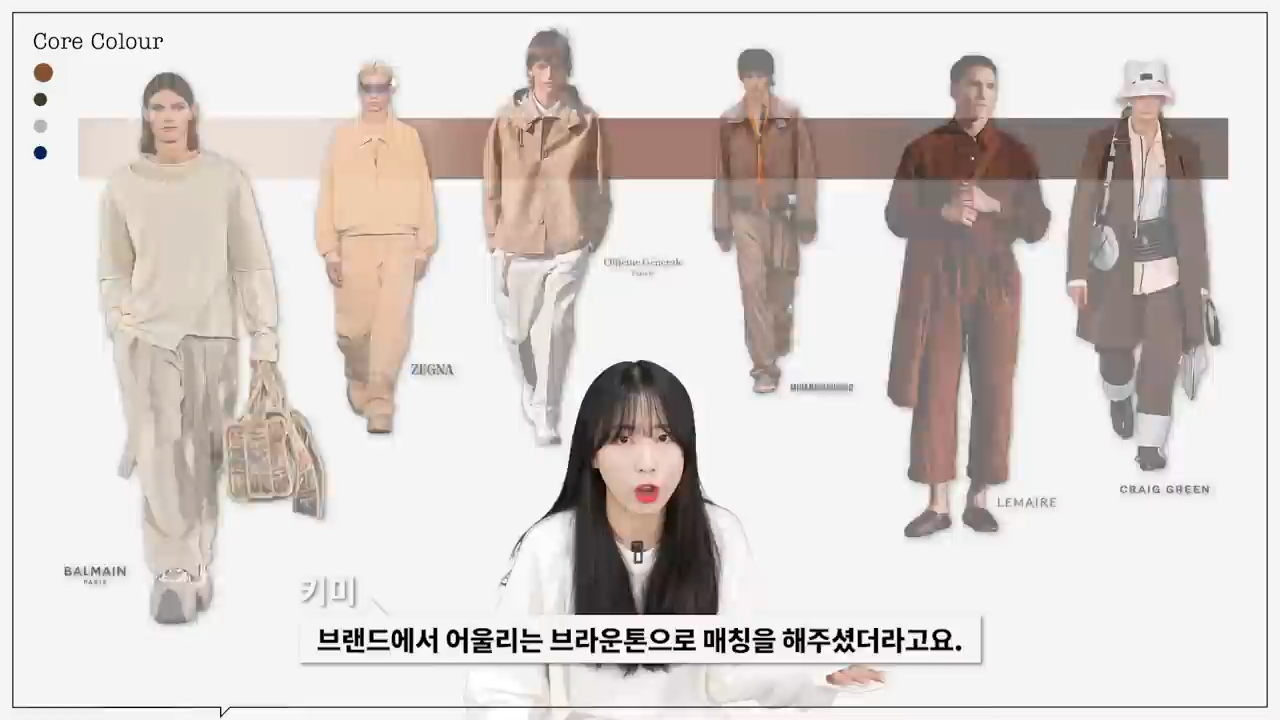 Core Colour
Officine Generale
Paris
ZEGNA
LEMAIRE
CRAIG GREEN
BALMAIN
PARIS
키미
브랜드에서 어울리는 브라운톤으로 매칭을 해주셨더라고요.